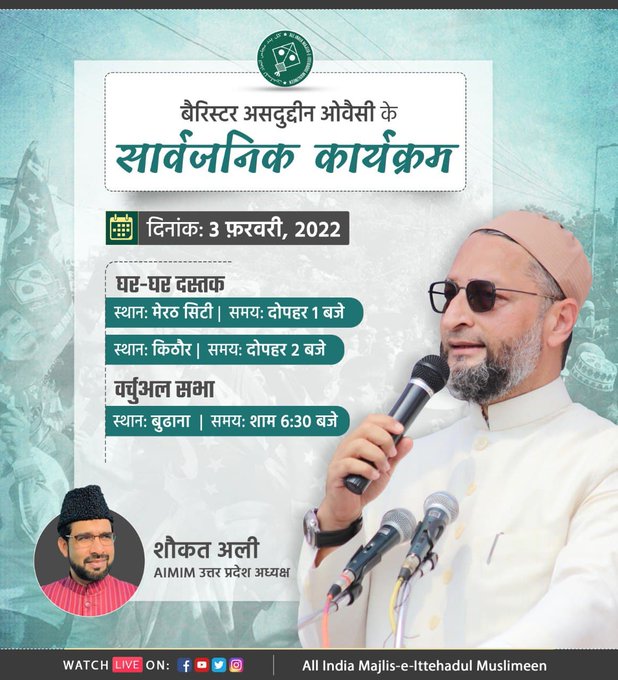 बैरिस्टर असदुद्दीन ओवैसी के
सार्वजनिक कार्यक्रम
दिनांक: 3 फ़रवरी, 2022
घर-घर दस्तक
स्थान: मेरठ सिटी | समय: दोपहर 1 बजे
स्थान: किठौर | समय: दोपहर 2 बजे
वर्चुअल सभा
स्थान: बुढाना | समय: शाम 6:30 बजे
शौकत अली
AIMIM उत्तर प्रदेश अध्यक्ष
WATCH LIVE ON: | All India Majlis-e-Ittehadul Muslimeen